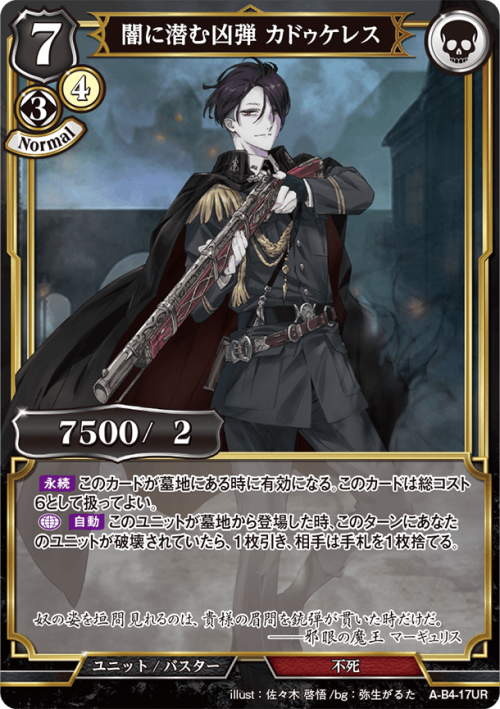 7
闇に潜む凶弾 カドゥケレス
4
3
Normal
7500/ 2
永続 このカードが墓地にある時に有効になる。このカードは総コスト
6として扱ってよい。
自動 このユニットが墓地から登場した時、このターンにあなた
のユニットが破壊されていたら、1枚引き、相手は手札を1枚捨てる。
奴の姿を垣間見れるのは、貴様の眉間を銃弾が貫いた時だけだ。
――邪眼の魔王 マーギュリス
ユニット / バスター
不死
illust : 佐々木 啓悟 /bg : 弥生がるた A-B4-17UR